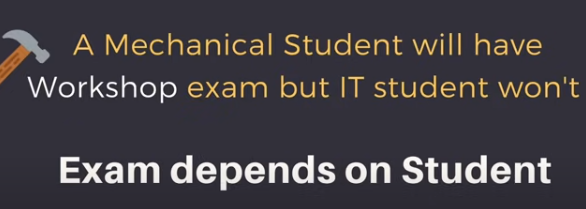 A Mechanical Student will have
Workshop exam but IT student won't
Exam depends on Student